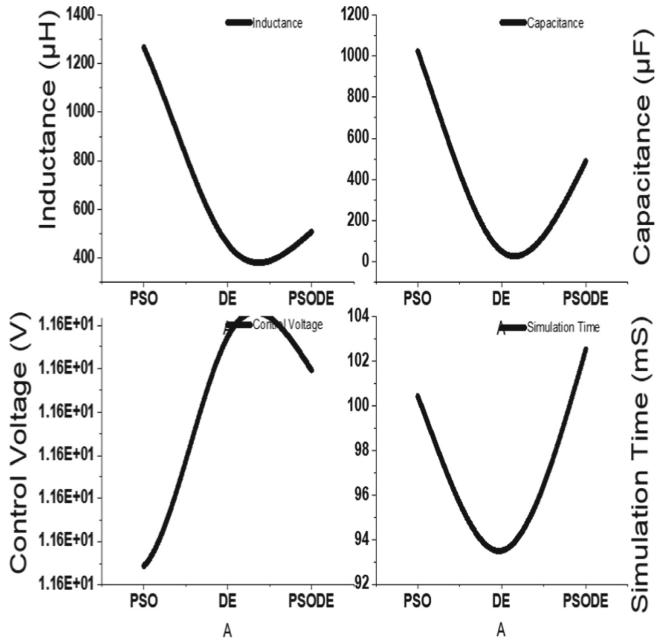 Inductance (µH)
1400
1200
1000
800
600
400
Inductance
PSO DE PSODE
1200
1000
800
600
400
200
0
Capacitance
PSO DE PSODE
Capacitance (µF)
Control Voltage (V)
1.16E+01
1.16E+01
1.16E+01
1.16E+01
1.16E+01
1.16E+01
1.16E+01
A
Control Voltage
PSO DE PSODE
A
104
102
100
98
96
94
92
A
Simulation Time
PSO DE PSODE
A
Simulation Time (mS)